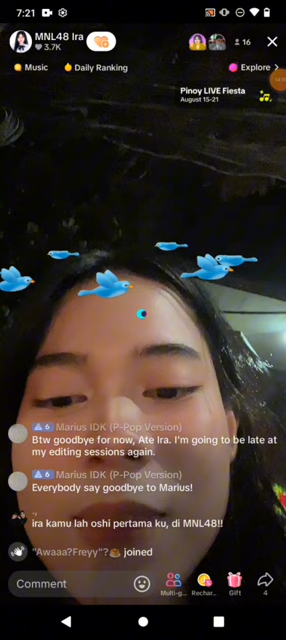 7:21
MNL48 Ira
3.7K
16
Music
Daily Ranking
Explore >
Pinoy LIVE Fiesta
August 15-21
6 Marius IDK (P-Pop Version)
Btw goodbye for now, Ate Ira. I'm going to be late at
my editing sessions again.
6 Marius IDK (P-Pop Version)
Everybody say goodbye to Marius!
ira kamu lah oshi pertama ku, di MNL48!!
"Awaaa?Freyy"? joined
Comment
Multi-g...
Rechar...
Gift
4